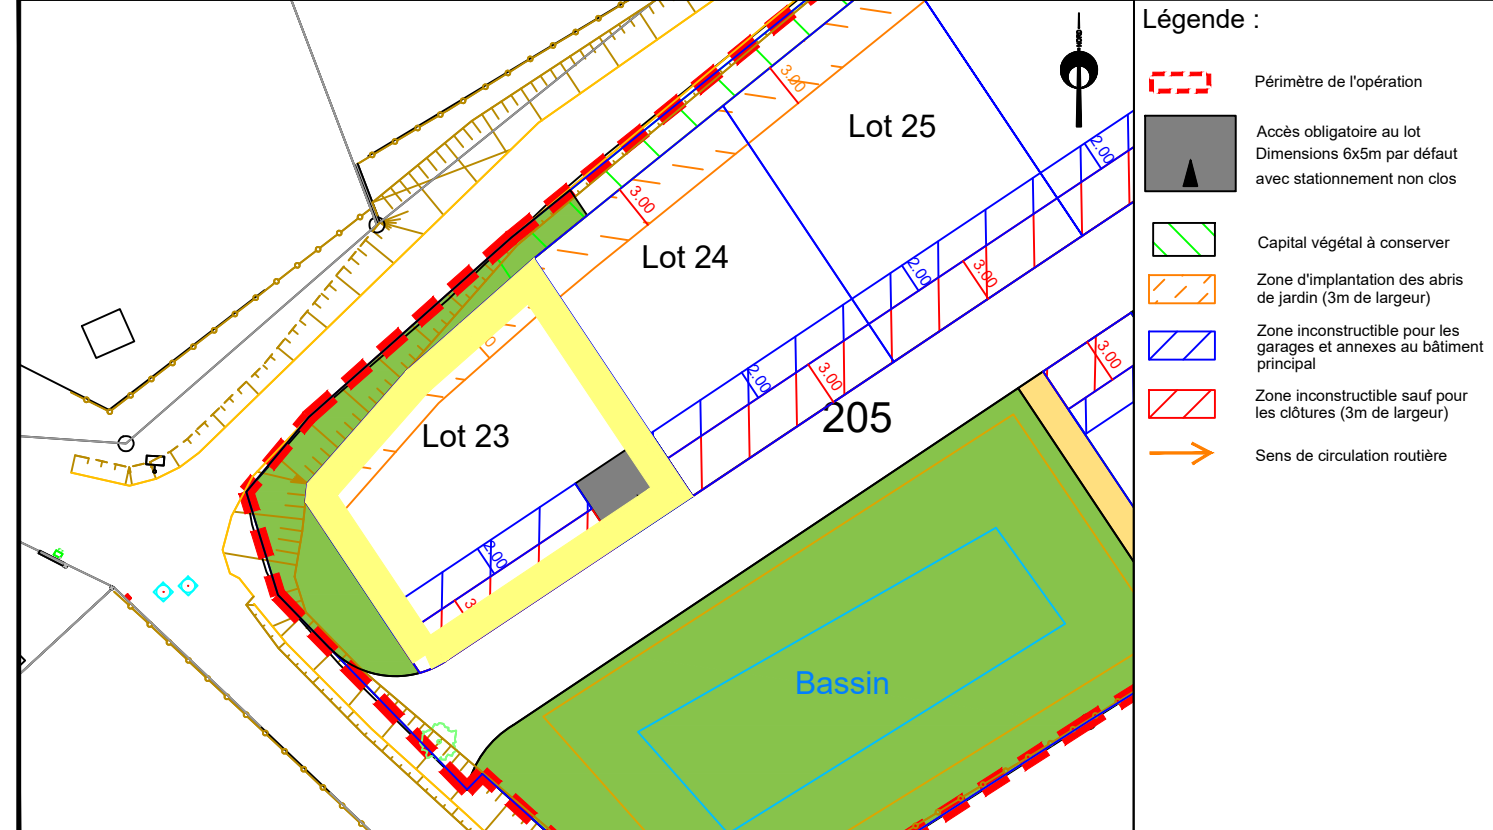 Légende :
NORD
Périmètre de l'opération
Accès obligatoire au lot
Dimensions 6x5m par défaut
avec stationnement non clos
Capital végétal à conserver
Zone d'implantation des abris
de jardin (3m de largeur)
Zone inconstructible pour les
garages et annexes au bâtiment
principal
Zone inconstructible sauf pour
les clôtures (3m de largeur)
Sens de circulation routière
3.00
Lot 25
2.00
3.00
Lot 24
2.00
3.00
0
3.00
2.00
3.00
205
Lot 23
2.00
3
Bassin